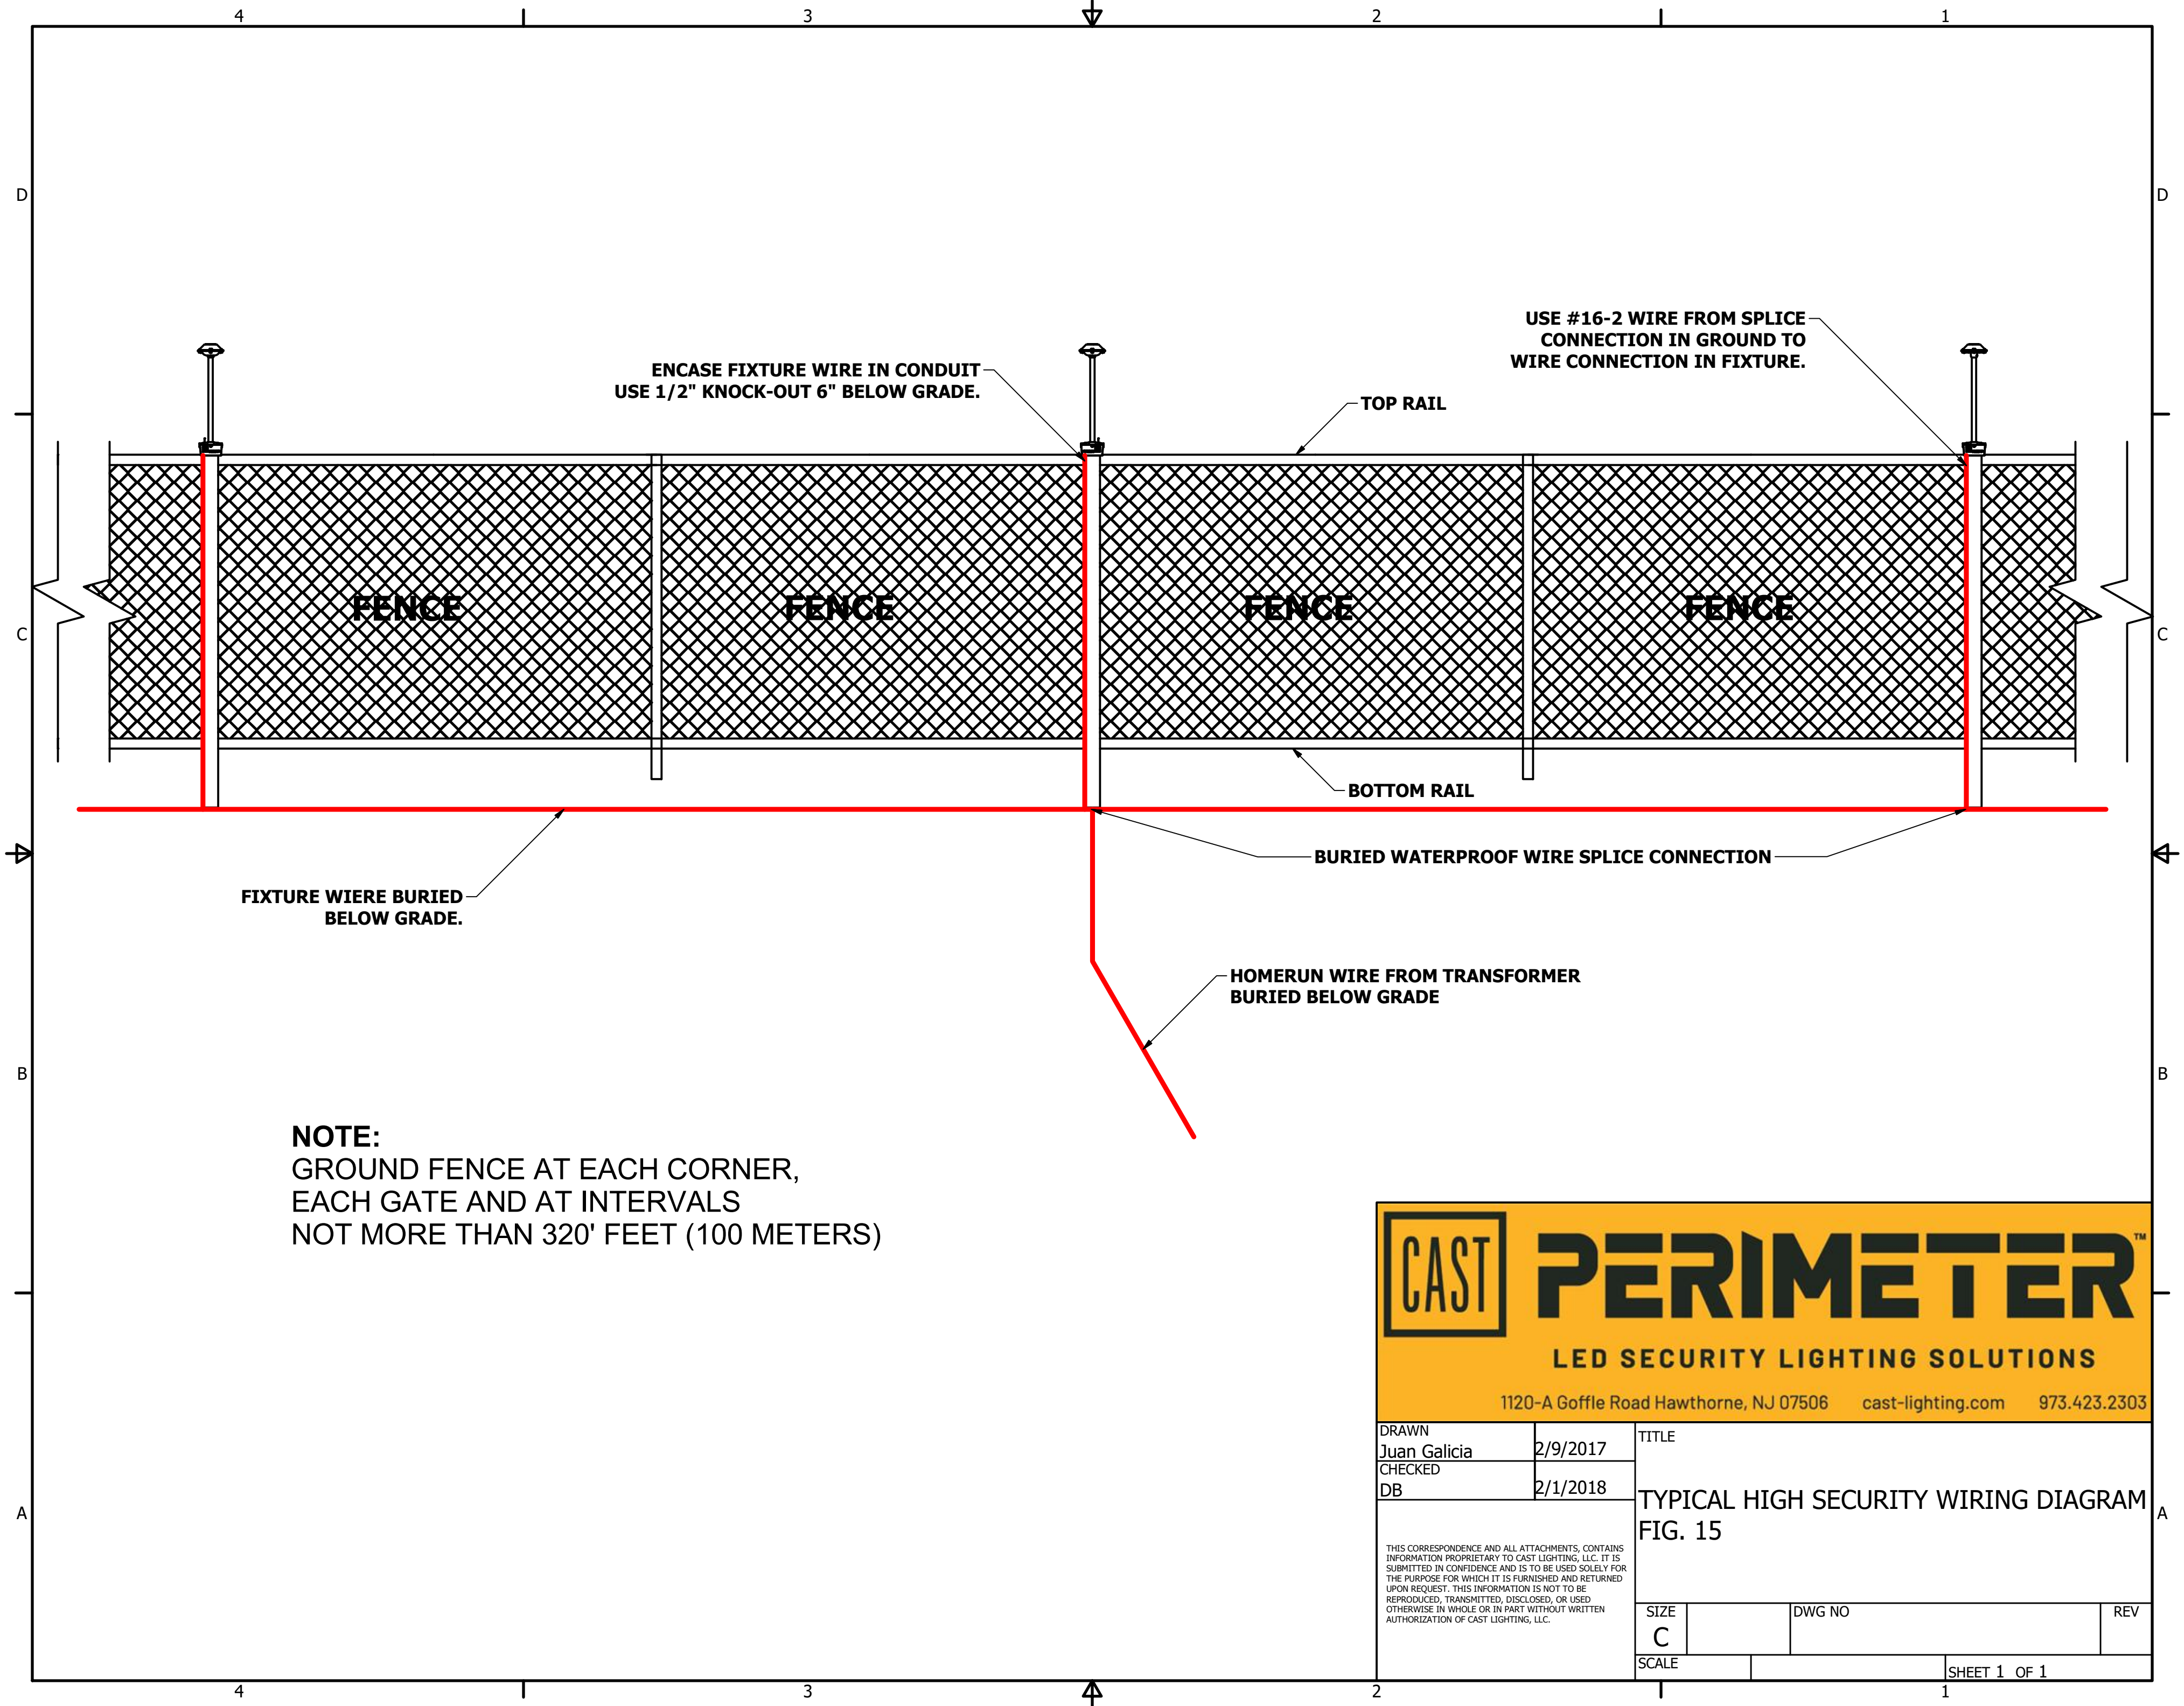 4 3 2 1
D D
USE #16-2 WIRE FROM SPLICE
CONNECTION IN GROUND TO
WIRE CONNECTION IN FIXTURE.
ENCASE FIXTURE WIRE IN CONDUIT
USE 1/2" KNOCK-OUT 6" BELOW GRADE.
TOP RAIL
FENCE FENCE FENCE FENCE
C C
BOTTOM RAIL
BURIED WATERPROOF WIRE SPLICE CONNECTION
FIXTURE WIERE BURIED
BELOW GRADE.
HOMERUN WIRE FROM TRANSFORMER
BURIED BELOW GRADE
B B
NOTE:
GROUND FENCE AT EACH CORNER,
EACH GATE AND AT INTERVALS
NOT MORE THAN 320' FEET (100 METERS)
CAST PERIMETER™
LED SECURITY LIGHTING SOLUTIONS
1120-A Goffle Road Hawthorne, NJ 07506 cast-lighting.com 973.423.2303
DRAWN
Juan Galicia 2/9/2017
CHECKED
DB 2/1/2018
TITLE
TYPICAL HIGH SECURITY WIRING DIAGRAM
FIG. 15
A A
THIS CORRESPONDENCE AND ALL ATTACHMENTS, CONTAINS
INFORMATION PROPRIETARY TO CAST LIGHTING, LLC. IT IS
SUBMITTED IN CONFIDENCE AND IS TO BE USED SOLELY FOR
THE PURPOSE FOR WHICH IT IS FURNISHED AND RETURNED
UPON REQUEST. THIS INFORMATION IS NOT TO BE
REPRODUCED, TRANSMITTED, DISCLOSED, OR USED
OTHERWISE IN WHOLE OR IN PART WITHOUT WRITTEN
AUTHORIZATION OF CAST LIGHTING, LLC.
SIZE DWG NO REV
C
SCALE
SHEET 1 OF 1
4 3 2 1